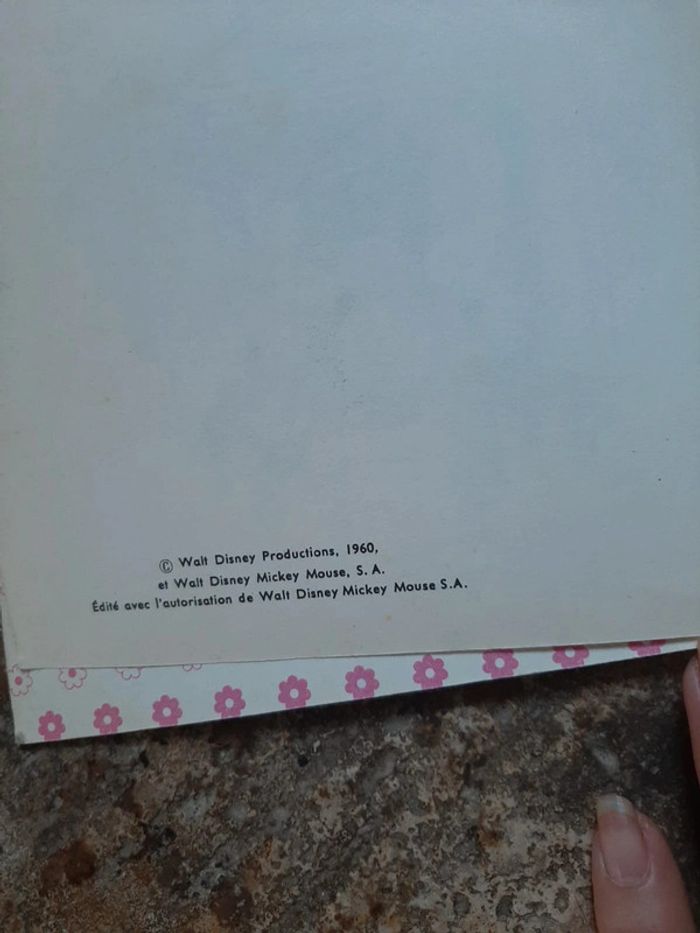 © Walt Disney Productions, 1960,
et Walt Disney Mickey Mouse, S. A.
Édité avec l'autorisation de Walt Disney Mickey Mouse S.A.